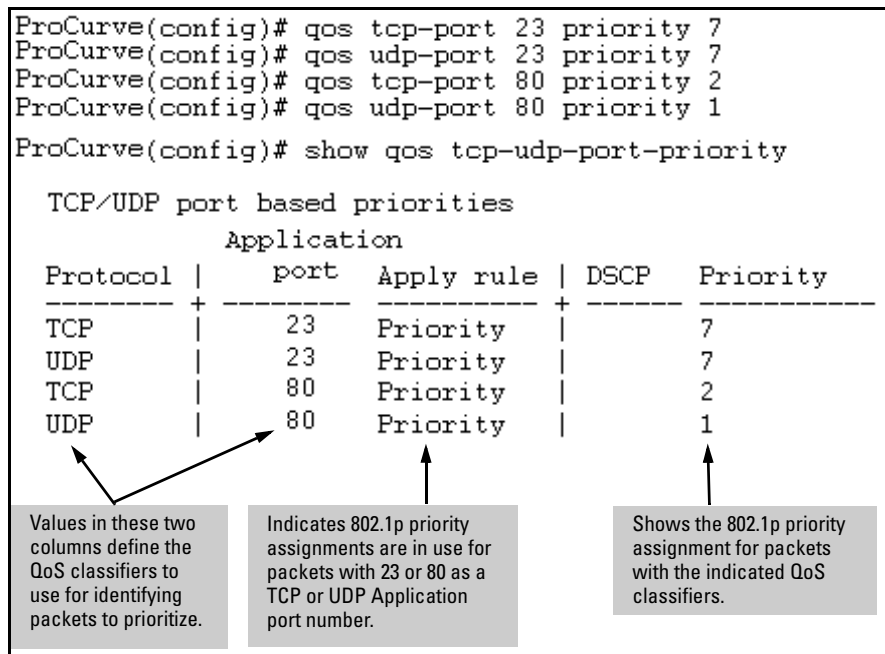 ProCurve(config)# qos tcp-port 23 priority 7
ProCurve(config)# qos udp-port 23 priority 7
ProCurve(config)# qos tcp-port 80 priority 2
ProCurve(config)# qos udp-port 80 priority 1
ProCurve(config)# show qos tcp-udp-port-priority
TCP/UDP port based priorities
Application
Protocol | port Apply rule | DSCP Priority
-------- + --------- ---------- + ------ -----------
TCP | 23 Priority | 7
UDP | 23 Priority | 7
TCP | 80 Priority | 2
UDP | 80 Priority | 1
Values in these two
columns define the
QoS classifiers to
use for identifying
packets to prioritize.
Indicates 802.1p priority
assignments are in use for
packets with 23 or 80 as a
TCP or UDP Application
port number.
Shows the 802.1p priority
assignment for packets
with the indicated QoS
classifiers.